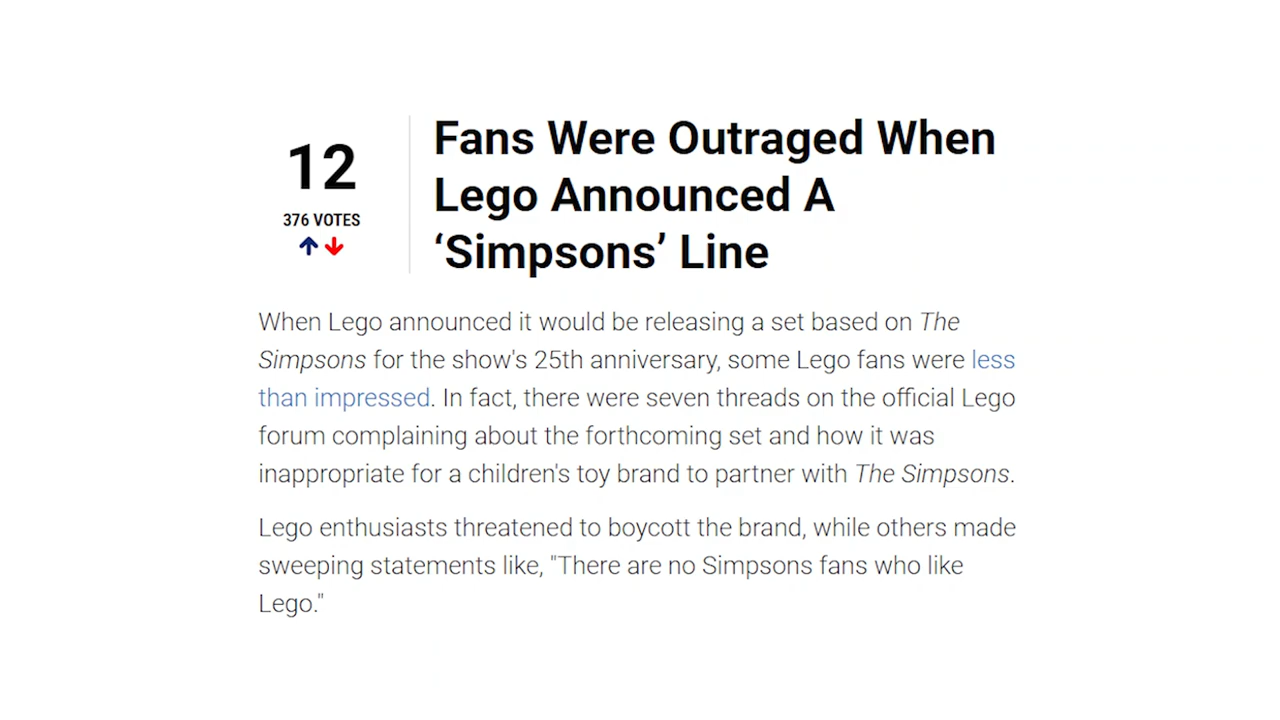 12
376 VOTES
Fans Were Outraged When
Lego Announced A
‘Simpsons’ Line
When Lego announced it would be releasing a set based on The
Simpsons for the show's 25th anniversary, some Lego fans were less
than impressed. In fact, there were seven threads on the official Lego
forum complaining about the forthcoming set and how it was
inappropriate for a children's toy brand to partner with The Simpsons.
Lego enthusiasts threatened to boycott the brand, while others made
sweeping statements like, "There are no Simpsons fans who like
Lego."